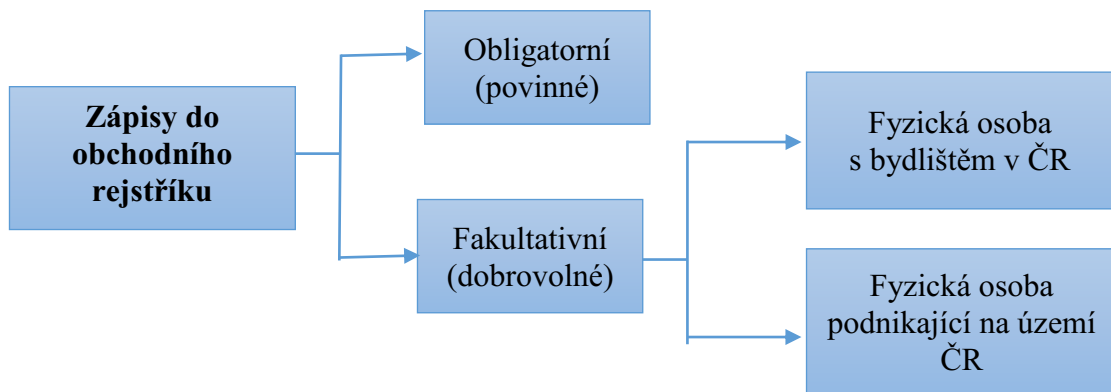 Zápisy do
obchodního
rejstříku
Obligatorní
(povinné)
Fakultativní
(dobrovolné)
Fyzická osoba
s bydlištěm v ČR
Fyzická osoba
podnikající na území
ČR